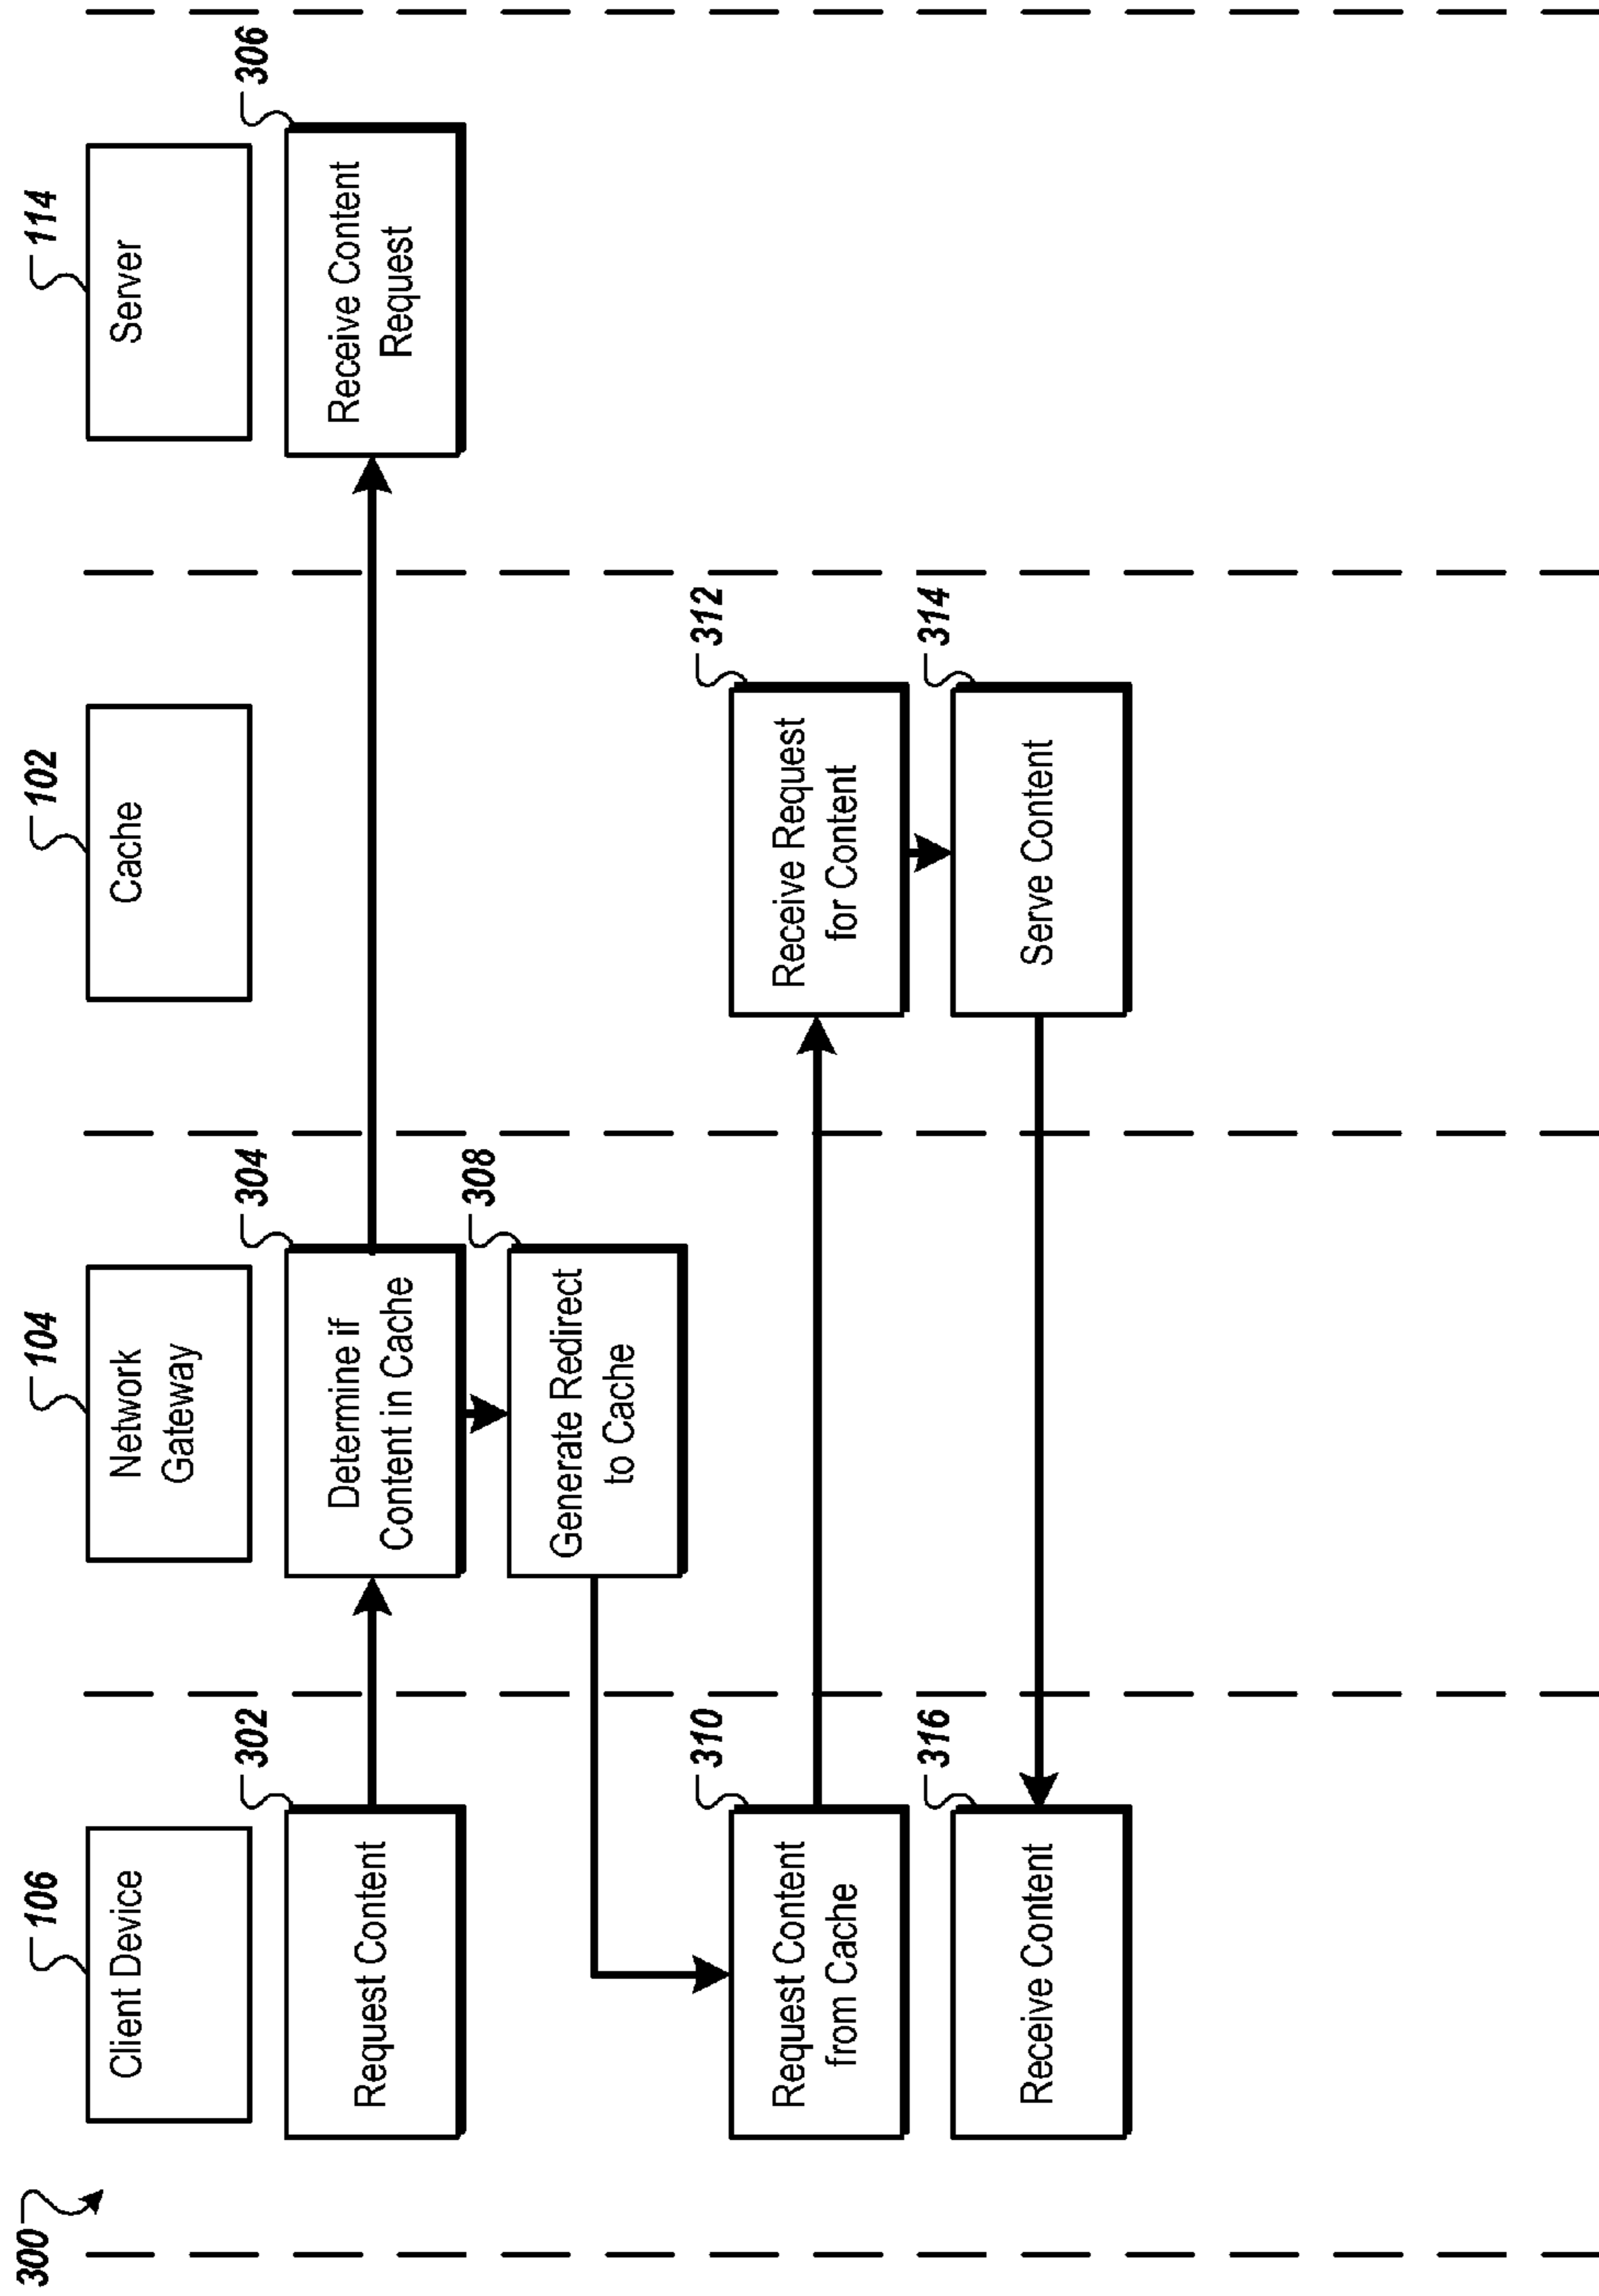 300
106
Client Device
104
Network
Gateway
102
Cache
114
Server
302
Request Content
304
Determine if
Content in Cache
306
Receive Content
Request
308
Generate Redirect
to Cache
310
Request Content
from Cache
312
Receive Request
for Content
316
Receive Content
314
Serve Content